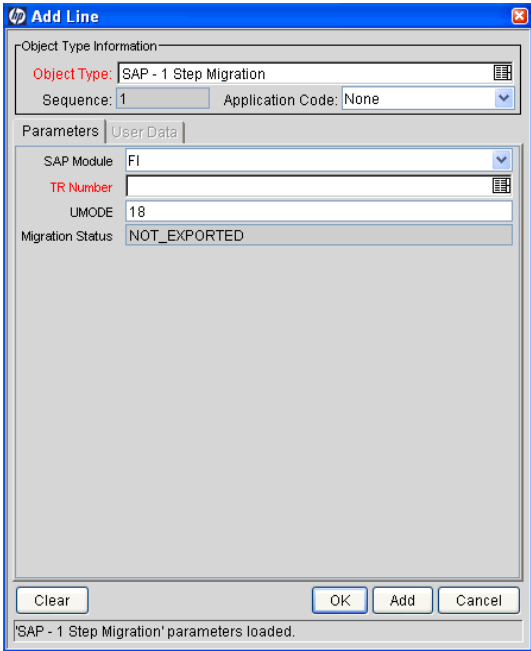 hp Add Line
Object Type Information
Object Type: SAP - 1 Step Migration
Sequence: 1 Application Code: None
Parameters User Data
SAP Module FI
TR Number
UMODE 18
Migration Status NOT_EXPORTED
Clear OK Add Cancel
'SAP - 1 Step Migration' parameters loaded.